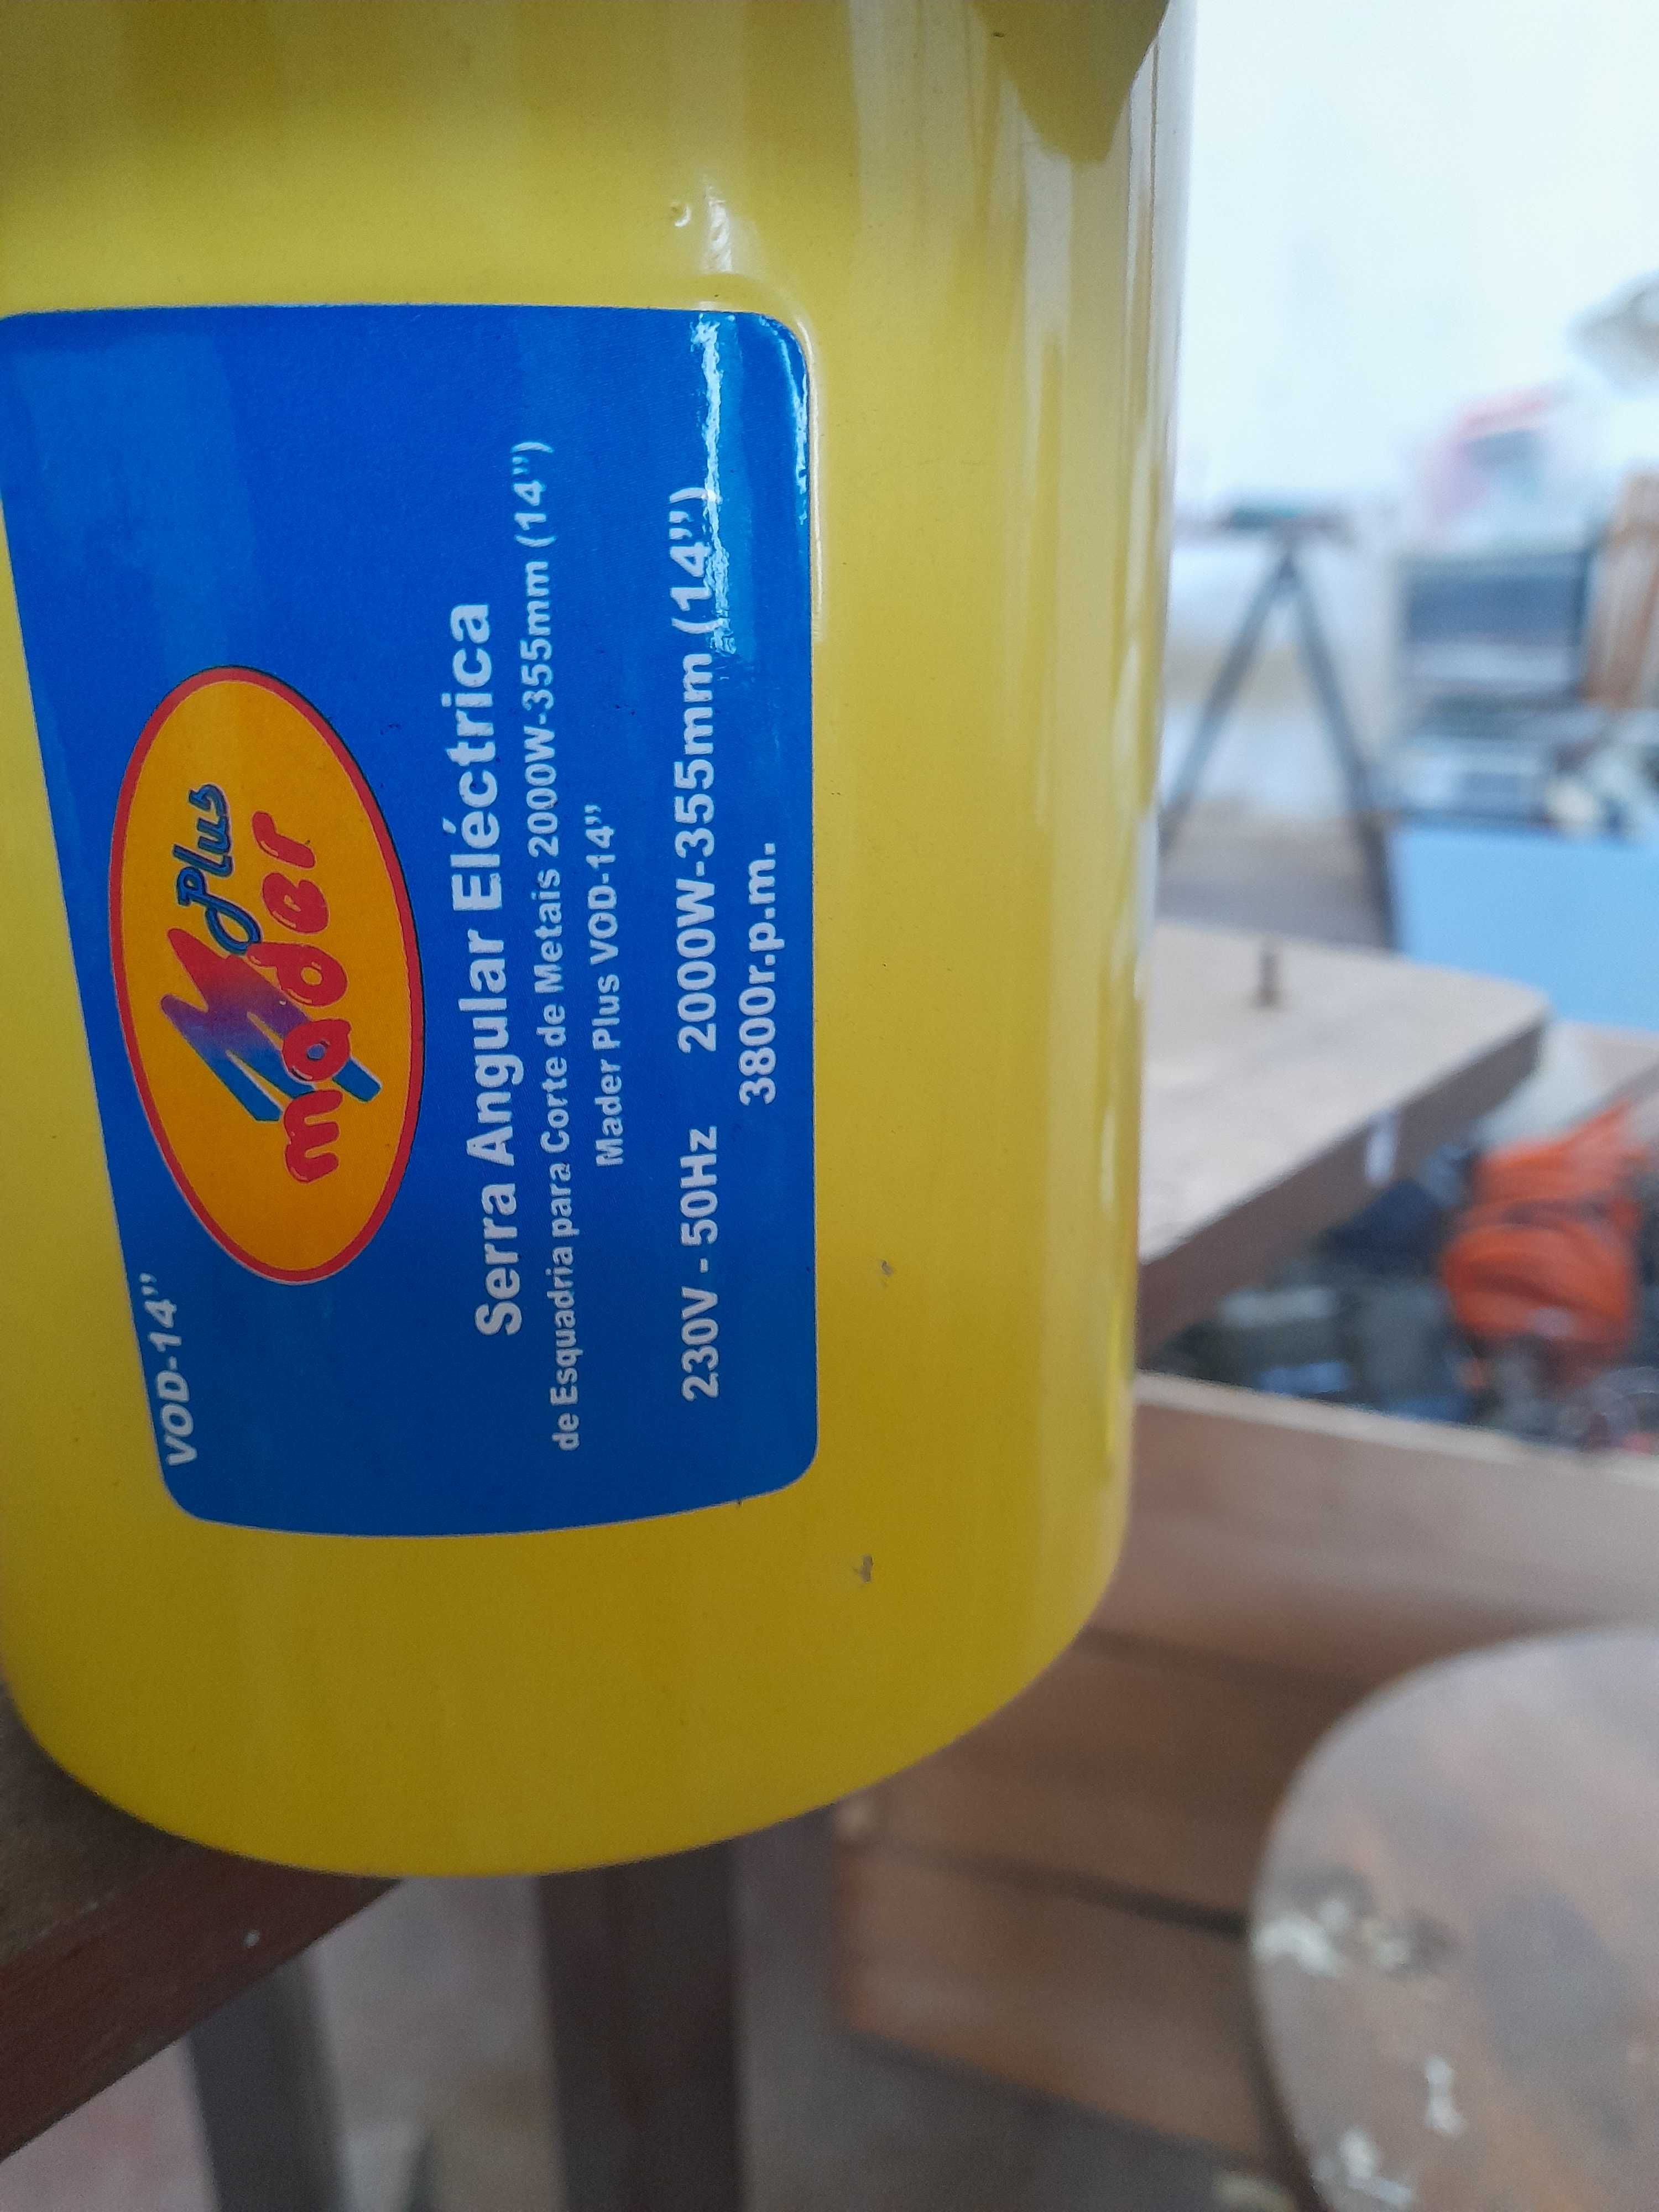 VOD-14”
Plus
mader
Serra Angular Eléctrica
de Esquadria para Corte de Metais 2000W-355mm (14”)
Mader Plus VOD-14”
230V - 50Hz 2000W-355mm (14”)
3800r.p.m.